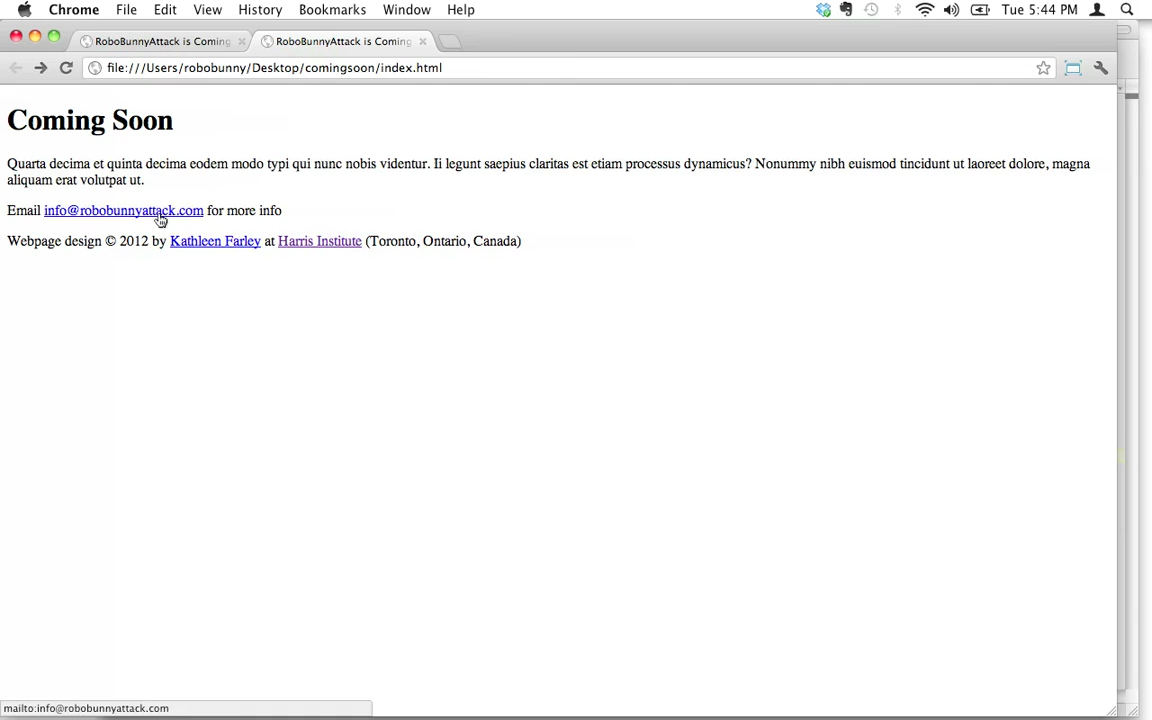 Chrome File Edit View History Bookmarks Window Help Tue 5:44 PM
RoboBunnyAttack is Coming RoboBunnyAttack is Coming
file:///Users/robobunny/Desktop/comingsoon/index.html
Coming Soon
Quarta decima et quinta decima eodem modo typi qui nunc nobis videntur. Ii legunt saepius claritas est etiam processus dynamicus? Nonummy nibh euismod tincidunt ut laoreet dolore, magna
aliquam erat volutpat ut.
Email info@robobunnyattack.com for more info
Webpage design © 2012 by Kathleen Farley at Harris Institute (Toronto, Ontario, Canada)
mailto:info@robobunnyattack.com